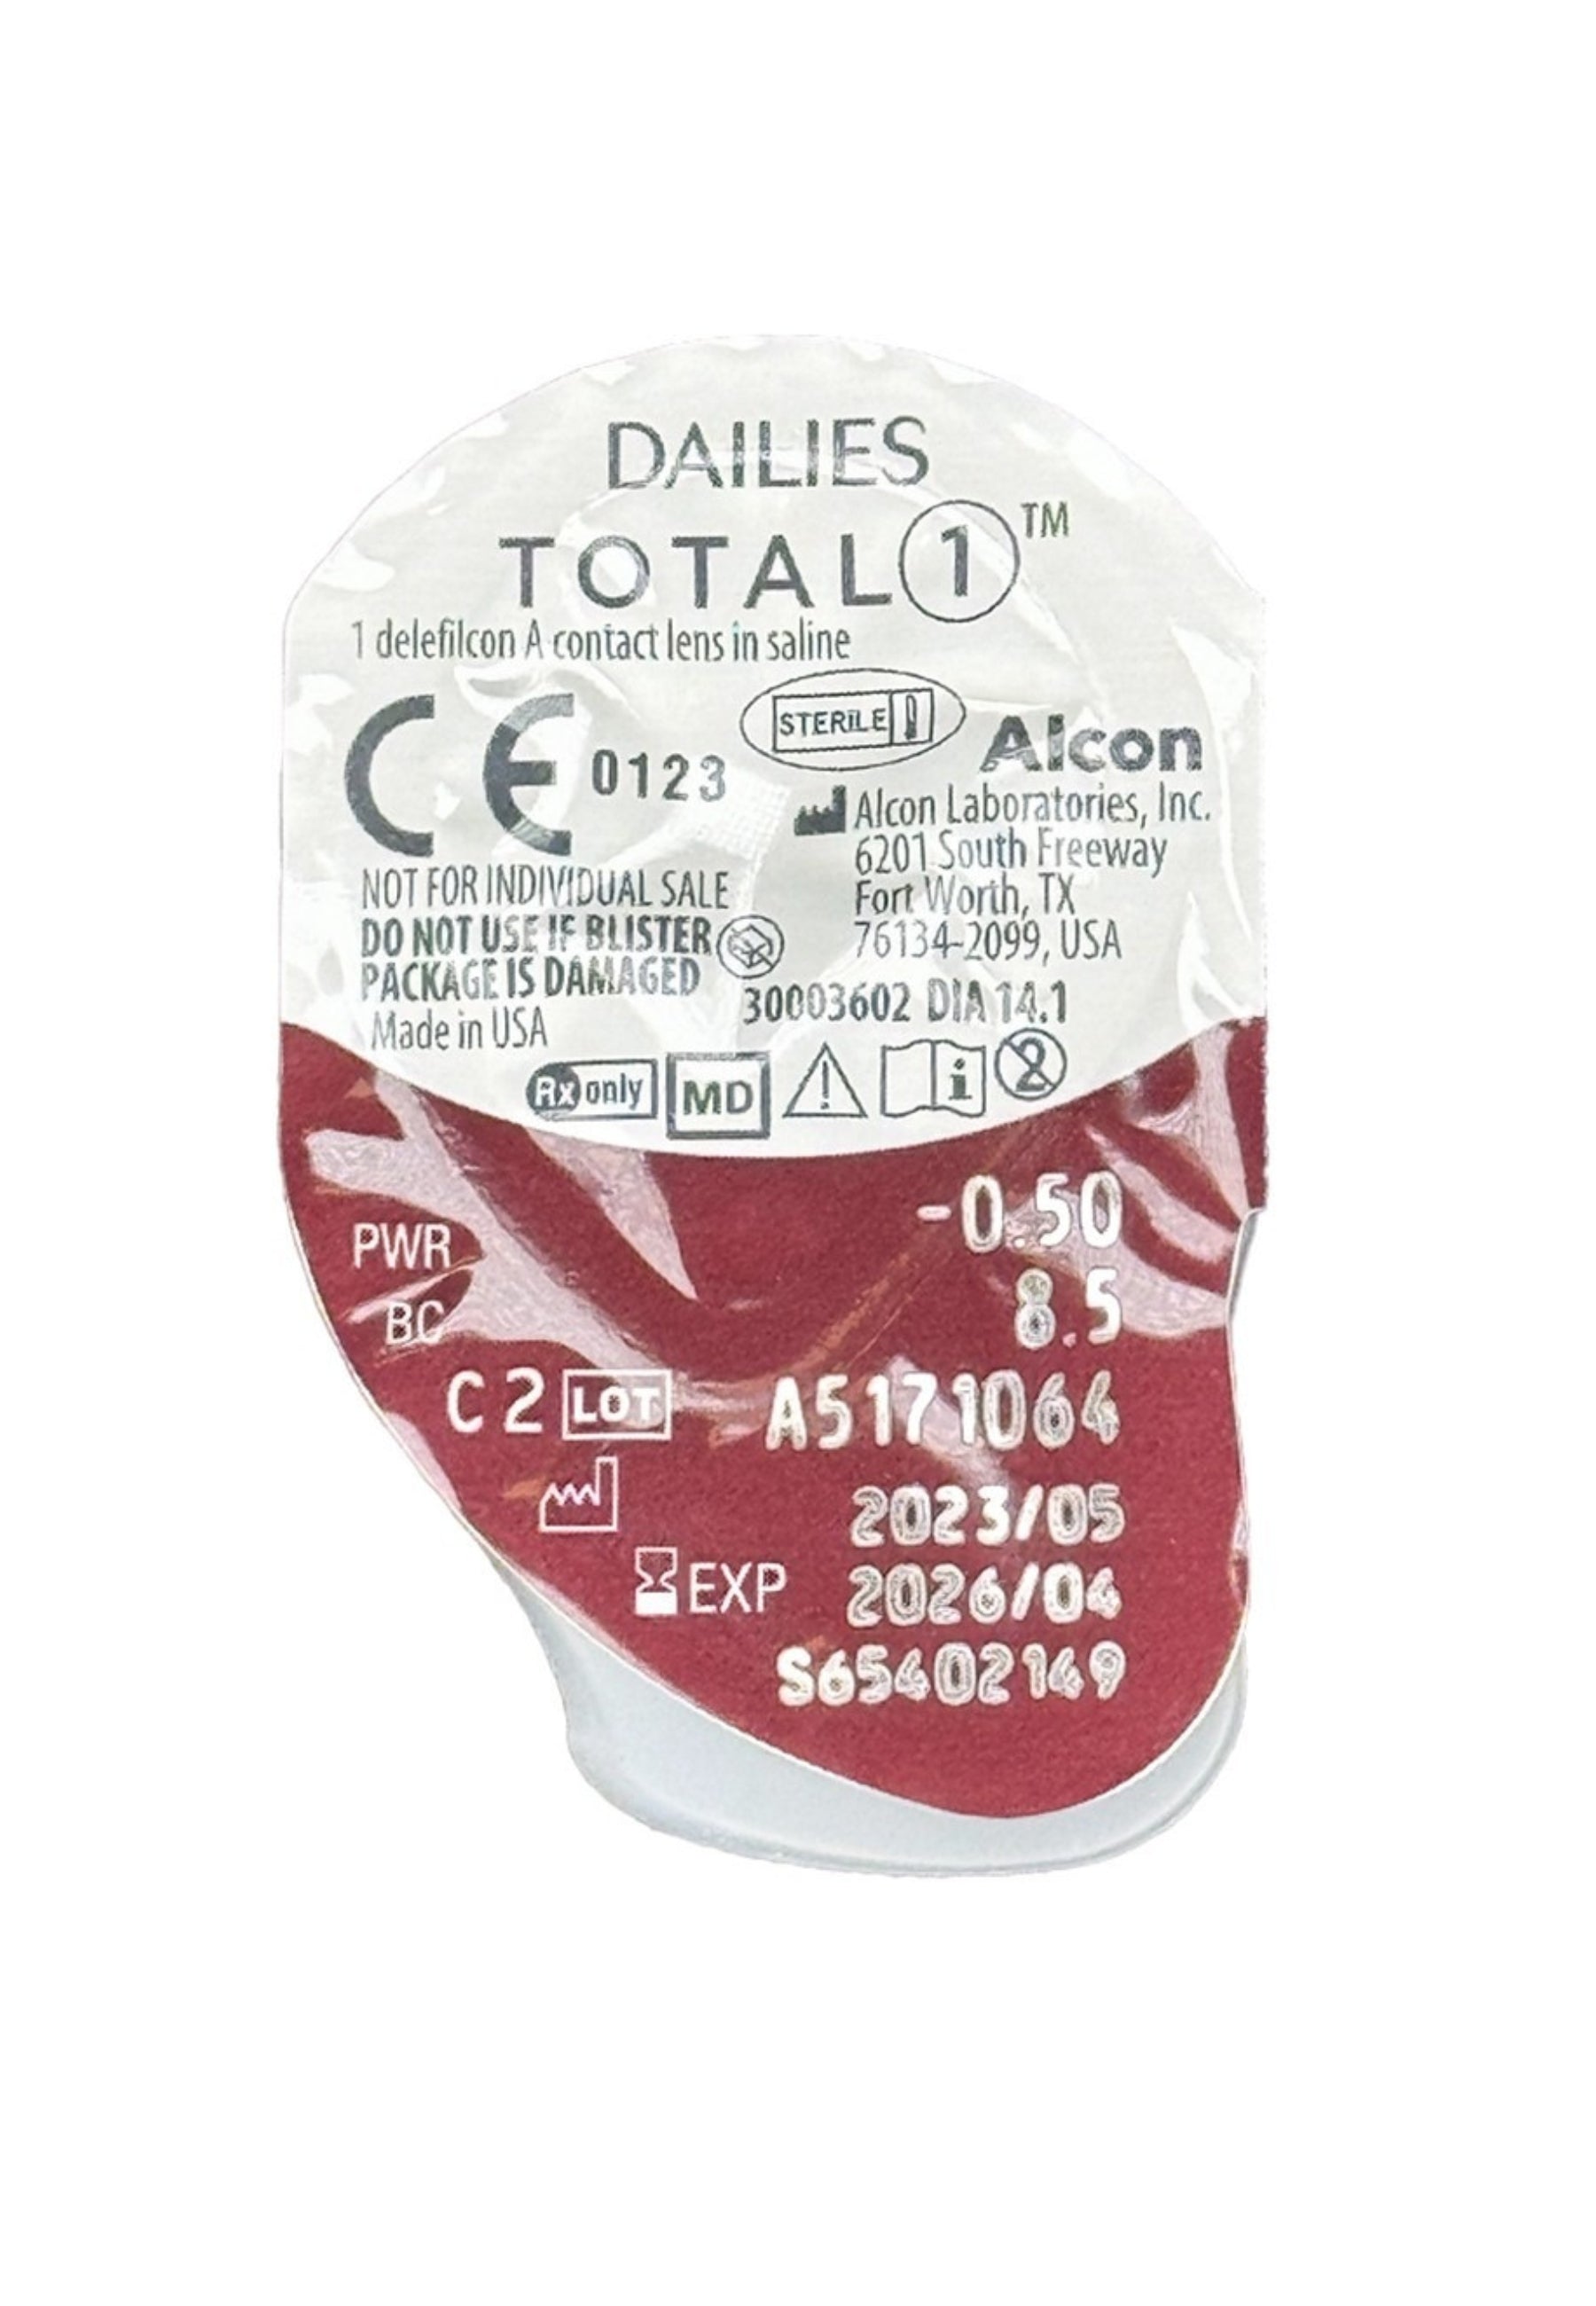 DAILIES
TOTAL1™
1 delefilcon A contact lens in saline
CE 0123
STERILE
Alcon
Alcon Laboratories, Inc.
6201 South Freeway
Fort Worth, TX
76134-2099, USA
NOT FOR INDIVIDUAL SALE
DO NOT USE IF BLISTER
PACKAGE IS DAMAGED
Made in USA
30003602 DIA 14.1
Rx only MD i 2
PWR -0.50
BC 8.5
C 2 LOT A5171064
2023/05
EXP 2026/04
S65402149